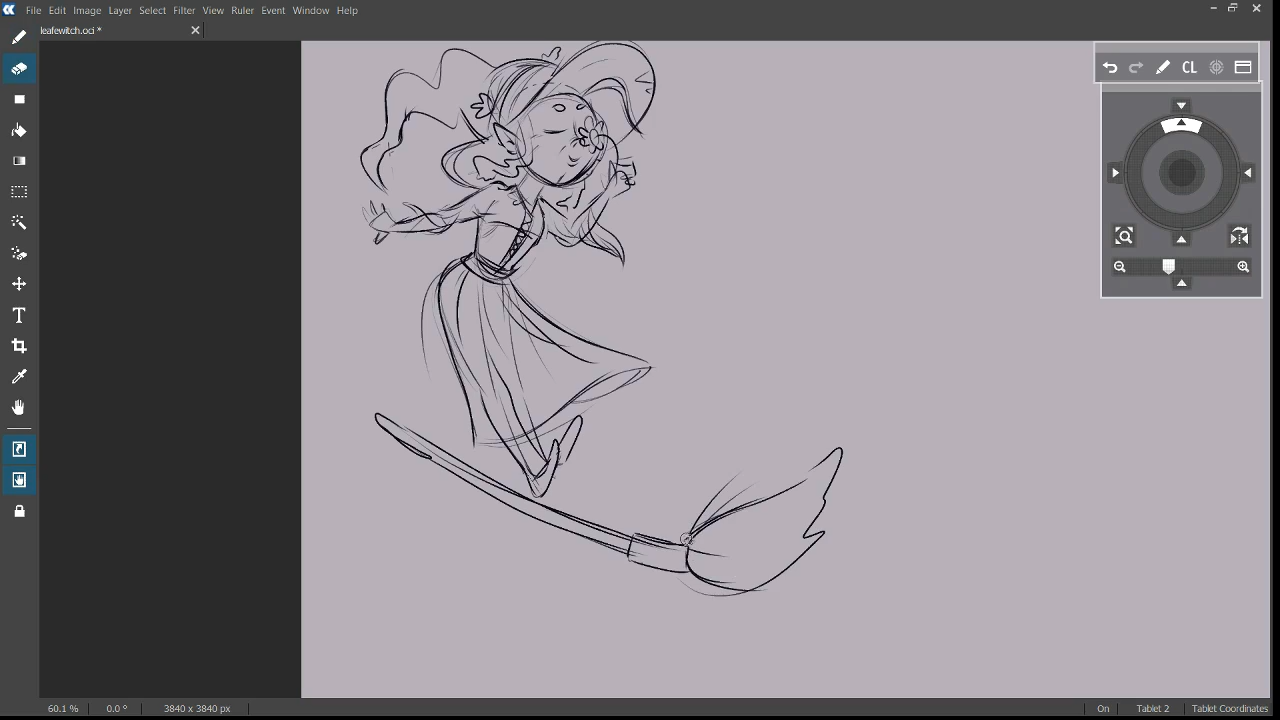 File Edit Image Layer Select Filter View Ruler Event Window Help
leafewitch.oci *
CL
60.1 % 0.0 ° 3840 x 3840 px On Tablet 2 Tablet Coordinates